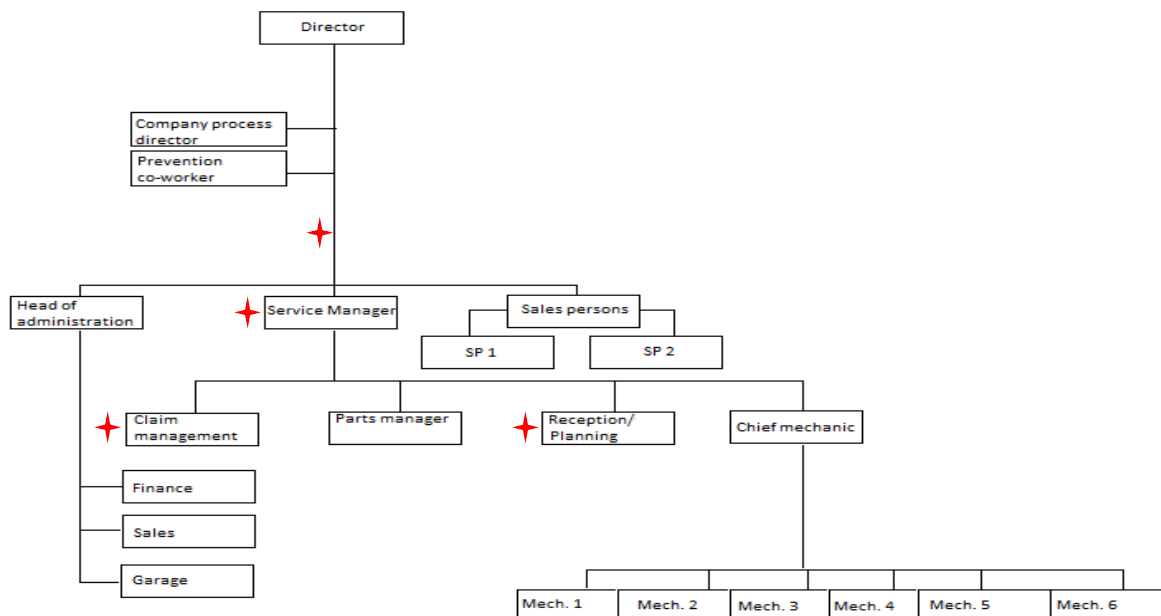 Director
Company process
director
Prevention
co-worker
Head of
administration
Service Manager
Sales persons
SP 1
SP 2
Claim
management
Parts manager
Reception/
Planning
Chief mechanic
Finance
Sales
Garage
Mech. 1
Mech. 2
Mech. 3
Mech. 4
Mech. 5
Mech. 6